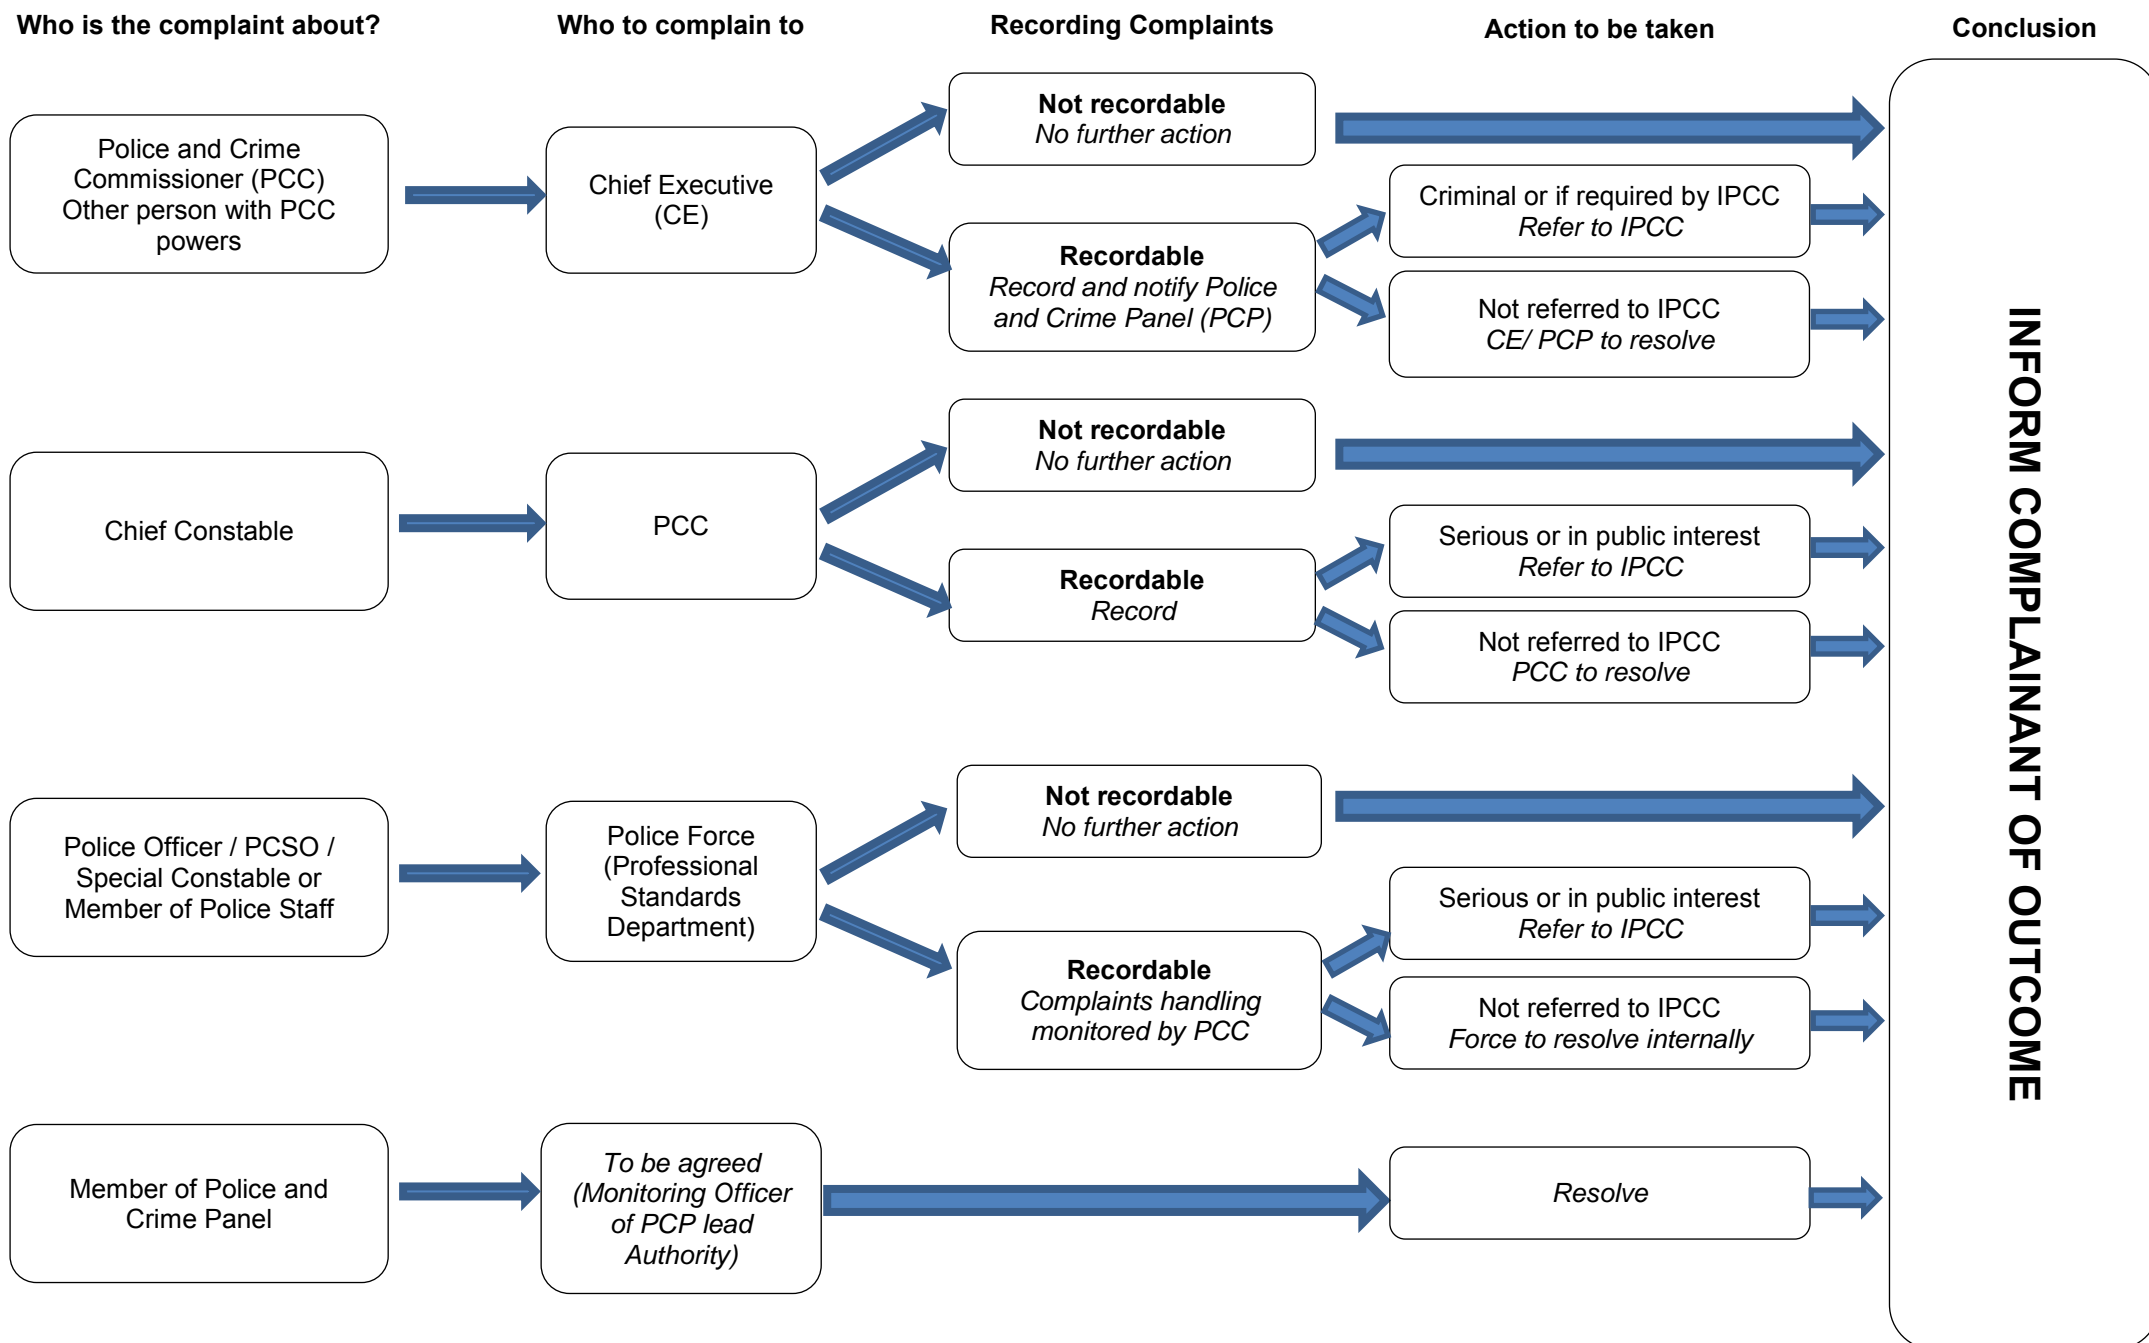 Who is the complaint about?
Who to complain to
Recording Complaints
Action to be taken
Conclusion
Police and Crime
Commissioner (PCC)
Other person with PCC
powers
Chief Executive
(CE)
Not recordable
No further action
Recordable
Record and notify Police
and Crime Panel (PCP)
Criminal or if required by IPCC
Refer to IPCC
Not referred to IPCC
CE/ PCP to resolve
Chief Constable
PCC
Not recordable
No further action
Recordable
Record
Serious or in public interest
Refer to IPCC
Not referred to IPCC
PCC to resolve
Police Officer / PCSO /
Special Constable or
Member of Police Staff
Police Force
(Professional
Standards
Department)
Not recordable
No further action
Recordable
Complaints handling
monitored by PCC
Serious or in public interest
Refer to IPCC
Not referred to IPCC
Force to resolve internally
Member of Police and
Crime Panel
To be agreed
(Monitoring Officer
of PCP lead
Authority)
Resolve
INFORM COMPLAINANT OF OUTCOME